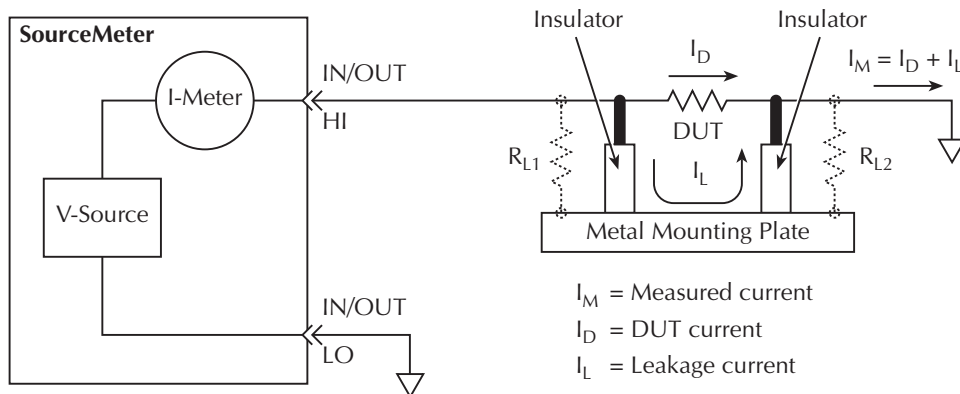 SourceMeter
I-Meter
V-Source
IN/OUT
HI
IN/OUT
LO
Insulator
Insulator
I_D
I_M = I_D + I_L
DUT
R_L1
I_L
R_L2
Metal Mounting Plate
I_M = Measured current
I_D = DUT current
I_L = Leakage current